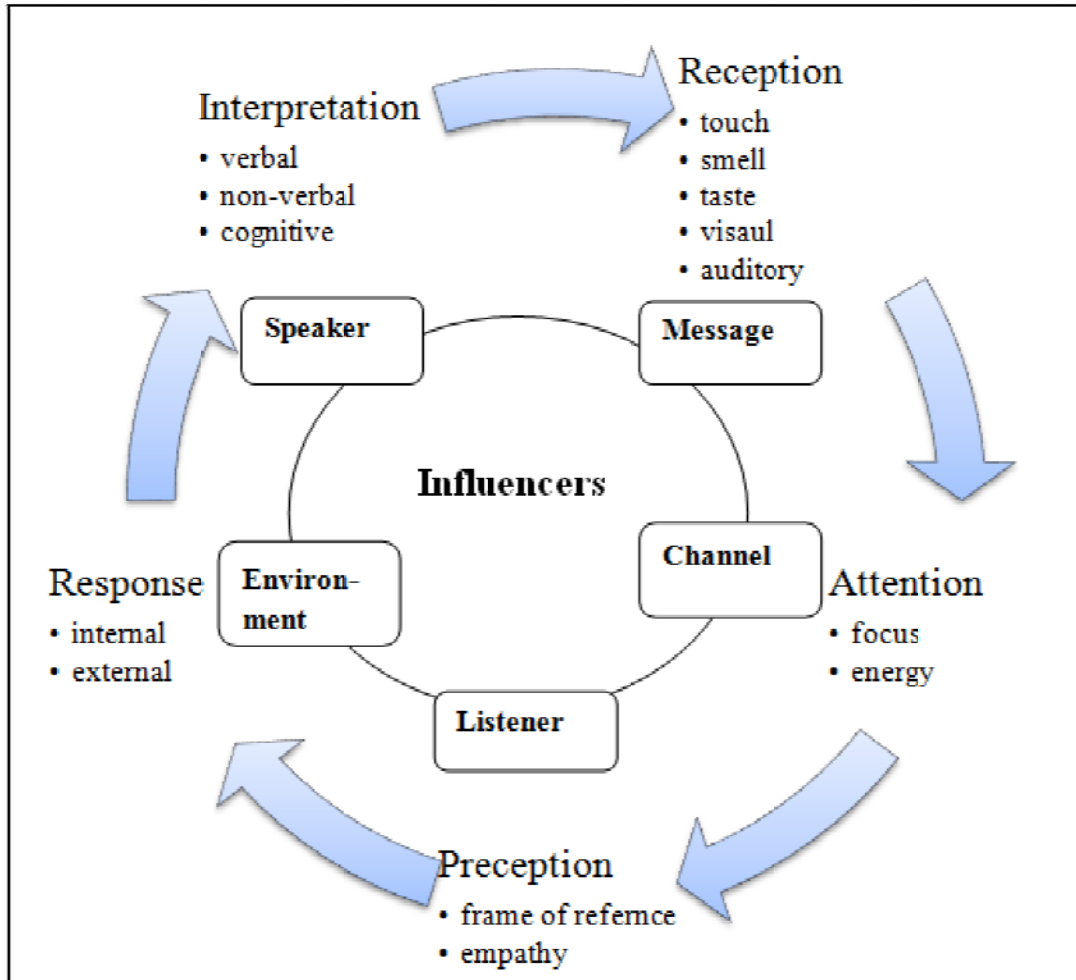 Interpretation
• verbal
• non-verbal
• cognitive
Reception
• touch
• smell
• taste
• visaul
• auditory
Speaker
Message
Influencers
Channel
Environ-
ment
Listener
Response
• internal
• external
Attention
• focus
• energy
Preception
• frame of refernce
• empathy